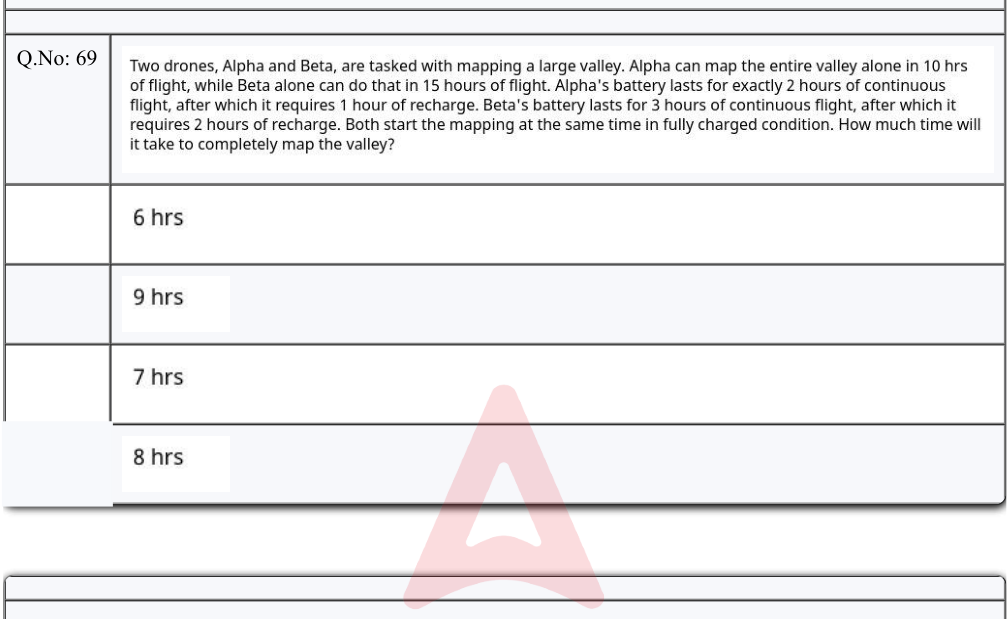 Q.No: 69
Two drones, Alpha and Beta, are tasked with mapping a large valley. Alpha can map the entire valley alone in 10 hrs
of flight, while Beta alone can do that in 15 hours of flight. Alpha's battery lasts for exactly 2 hours of continuous
flight, after which it requires 1 hour of recharge. Beta's battery lasts for 3 hours of continuous flight, after which it
requires 2 hours of recharge. Both start the mapping at the same time in fully charged condition. How much time will
it take to completely map the valley?
6 hrs
9 hrs
7 hrs
8 hrs